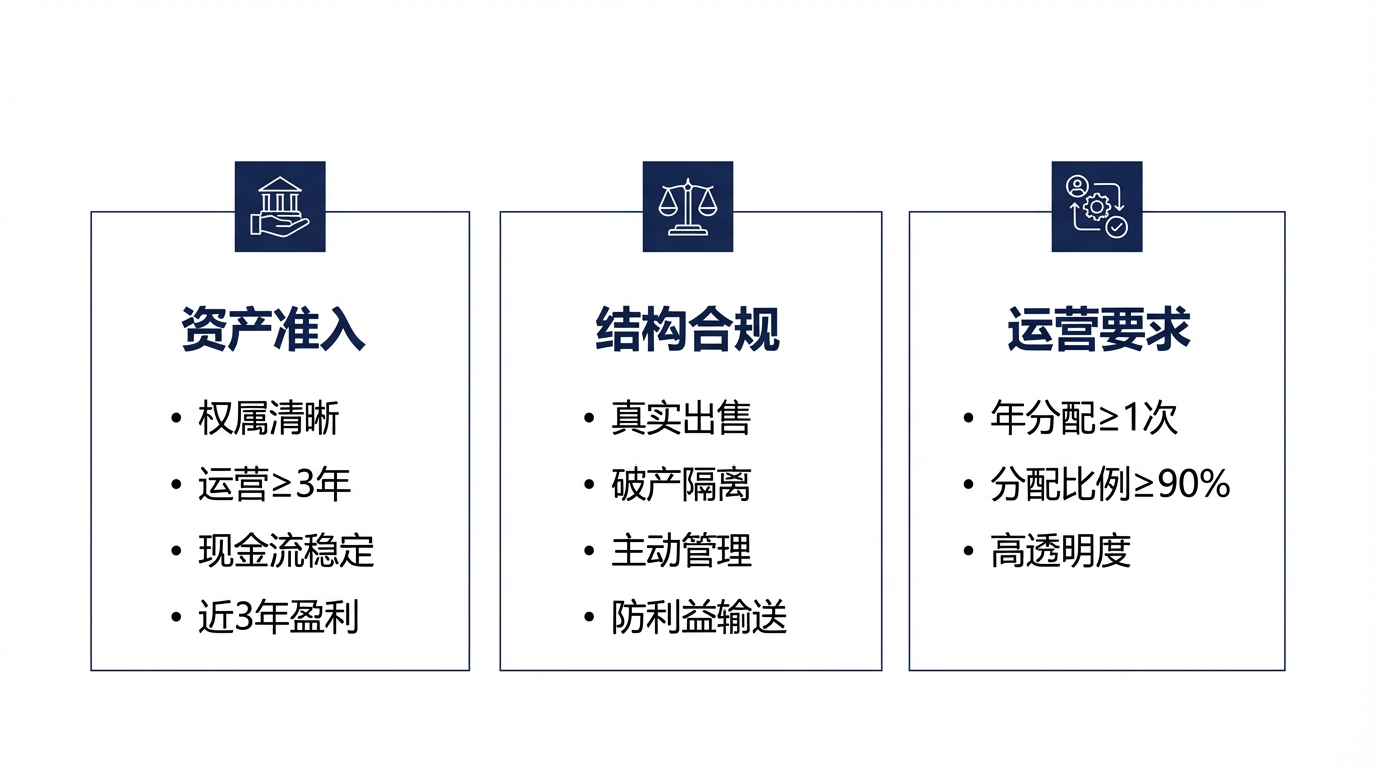 资产准入
• 权属清晰
• 运营≥3年
• 现金流稳定
• 近3年盈利
结构合规
• 真实出售
• 破产隔离
• 主动管理
• 防利益输送
运营要求
• 年分配≥1次
• 分配比例≥90%
• 高透明度